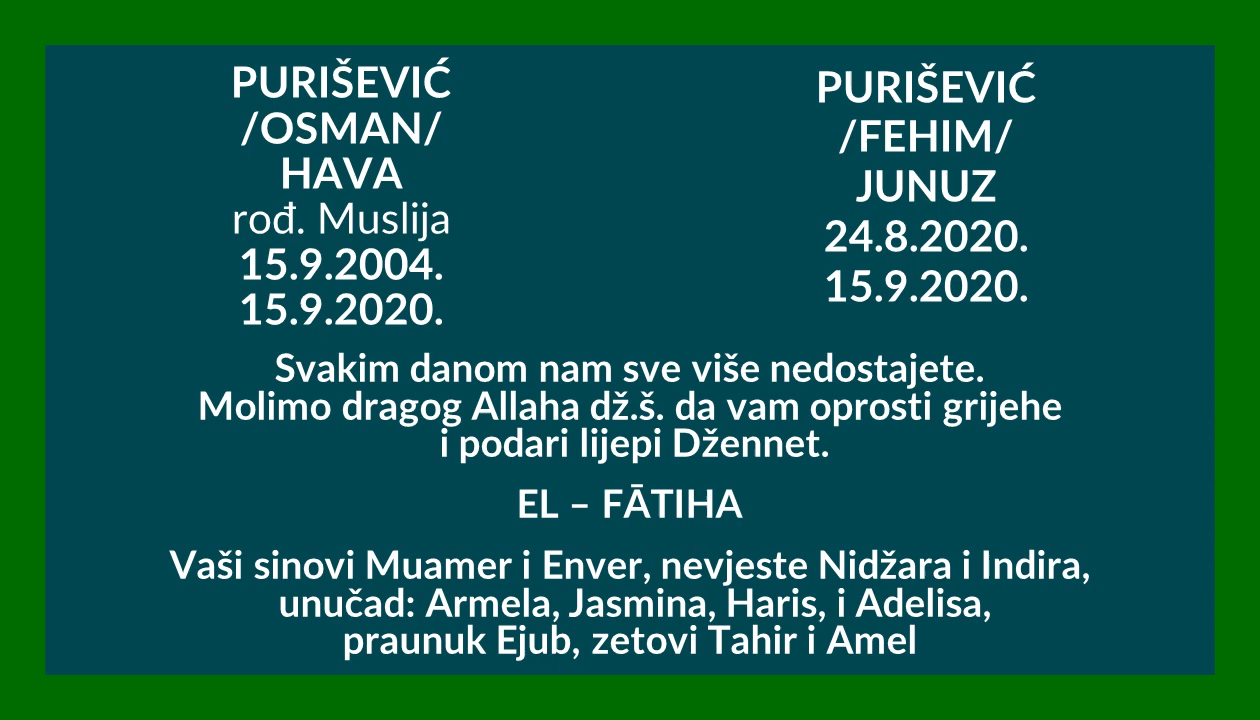 PURIŠEVIĆ
/OSMAN/
HAVA
rođ. Muslija
15.9.2004.
15.9.2020.
PURIŠEVIĆ
/FEHIM/
JUNUZ
24.8.2020.
15.9.2020.
Svakim danom nam sve više nedostajete.
Molimo dragog Allaha dž.š. da vam oprosti grijehe
i podari lijepi Džennet.
EL – FĀTIHA
Vaši sinovi Muamer i Enver, nevjeste Nidžara i Indira,
unučad: Armela, Jasmina, Haris, i Adelisa,
praunuk Ejub, zetovi Tahir i Amel